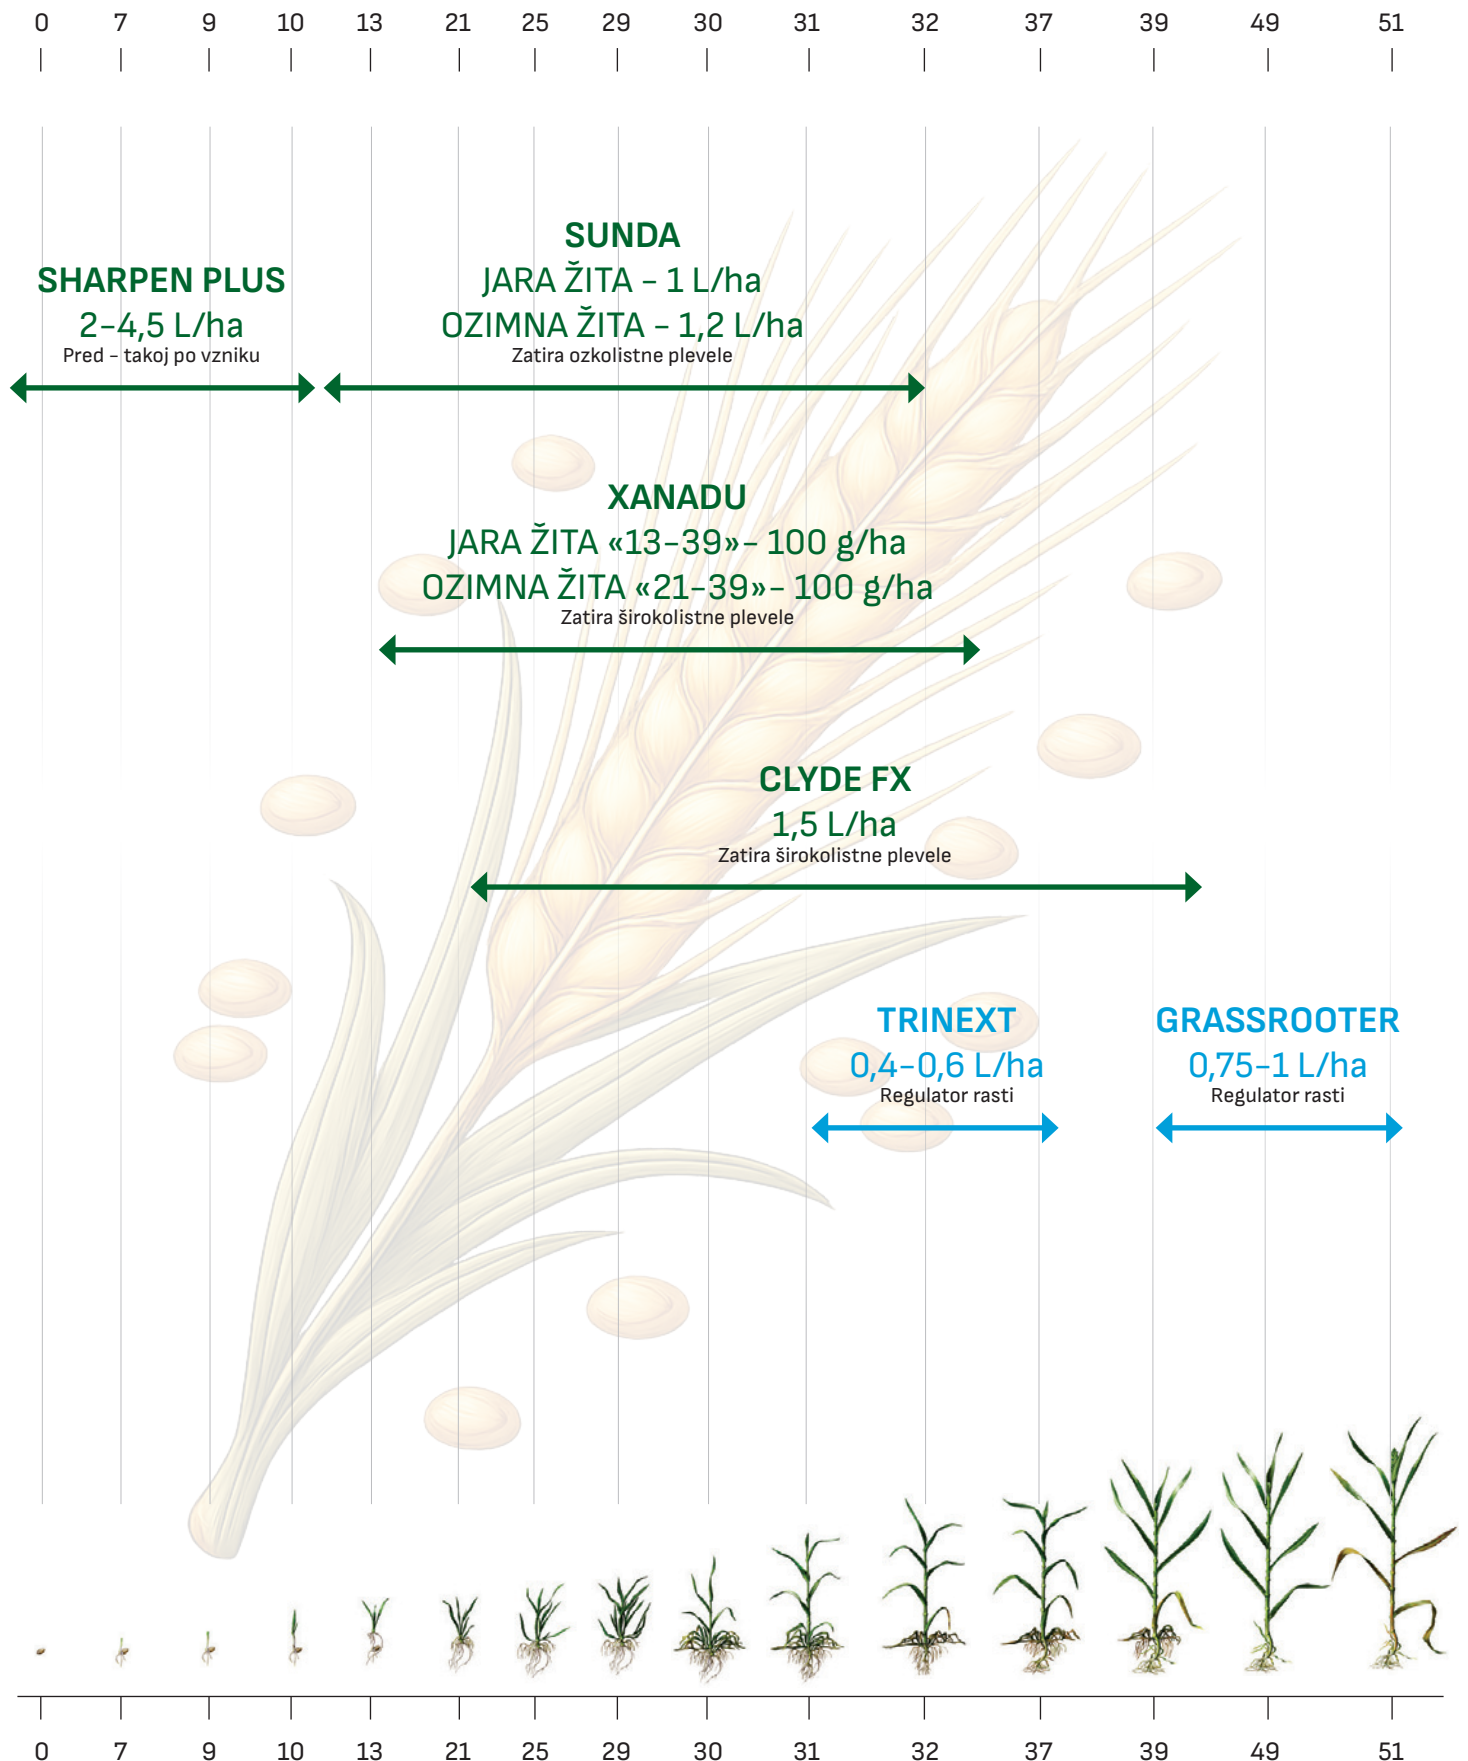 0 7 9 10 13 21 25 29 30 31 32 37 39 49 51
SUNDA
JARA ŽITA - 1 L/ha
OZIMNA ŽITA - 1,2 L/ha
Zatira ozkolistne plevele
SHARPEN PLUS
2-4,5 L/ha
Pred - takoj po vzniku
XANADU
JARA ŽITA «13-39»- 100 g/ha
OZIMNA ŽITA «21-39»- 100 g/ha
Zatira širokolistne plevele
CLYDE FX
1,5 L/ha
Zatira širokolistne plevele
TRINEXT
0,4-0,6 L/ha
Regulator rasti
GRASSROOTER
0,75-1 L/ha
Regulator rasti
0 7 9 10 13 21 25 29 30 31 32 37 39 49 51